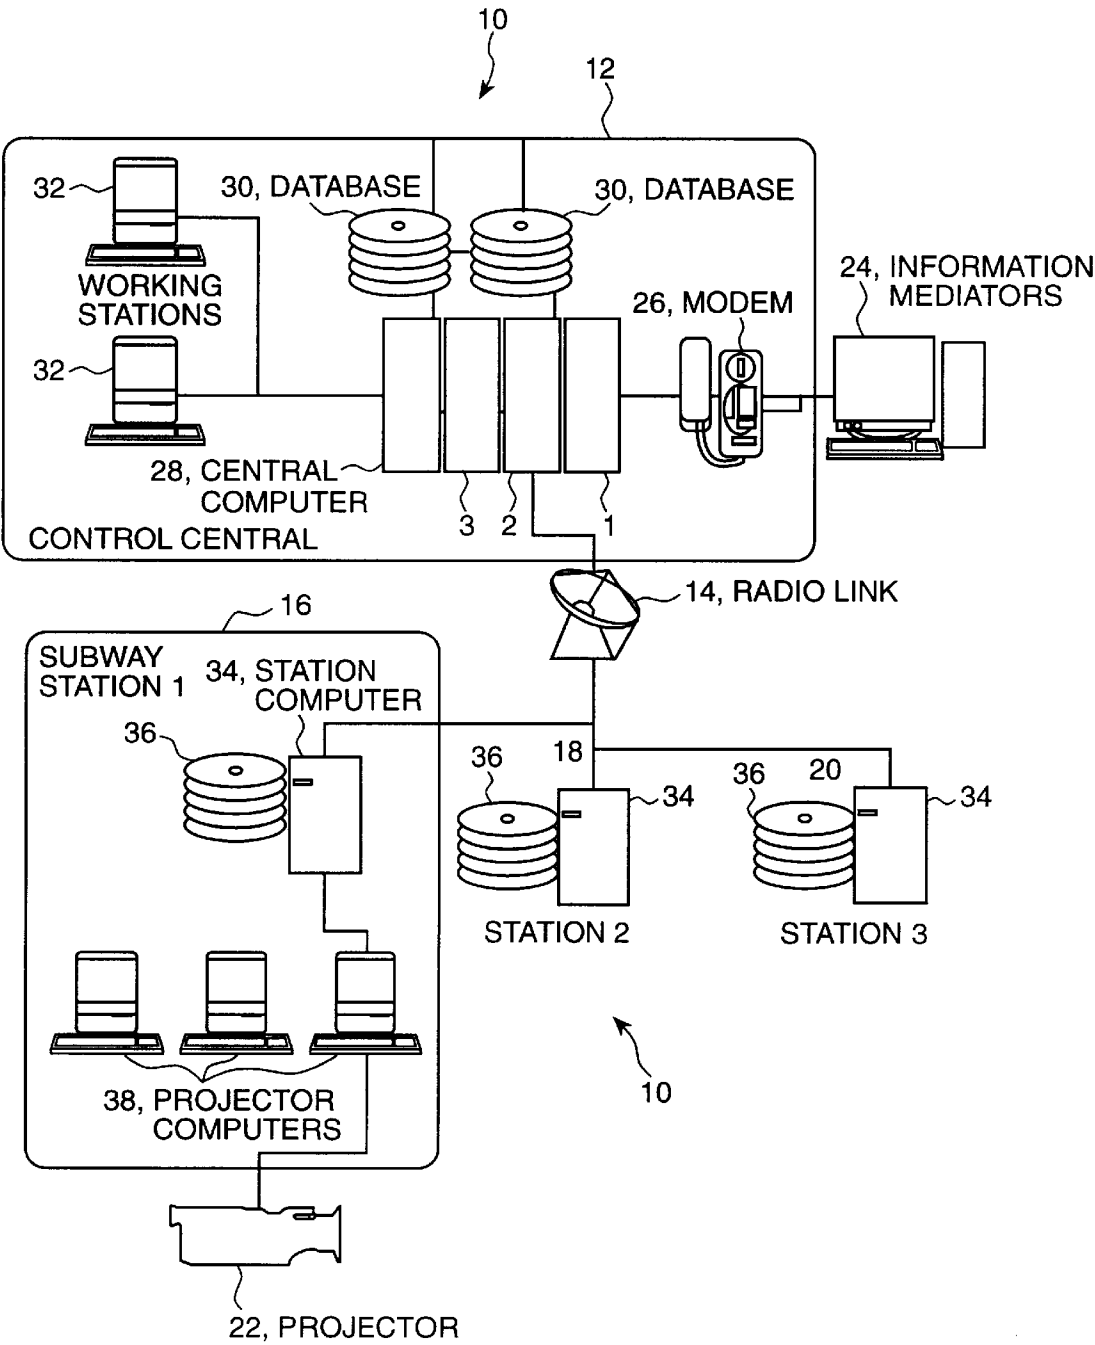 10
12
32
30, DATABASE
30, DATABASE
WORKING
STATIONS
24, INFORMATION
MEDIATORS
26, MODEM
32
28, CENTRAL
COMPUTER
3
2
1
CONTROL CENTRAL
14, RADIO LINK
16
SUBWAY
STATION 1
34, STATION
COMPUTER
36
18
20
36
34
36
34
STATION 2
STATION 3
38, PROJECTOR
COMPUTERS
10
22, PROJECTOR